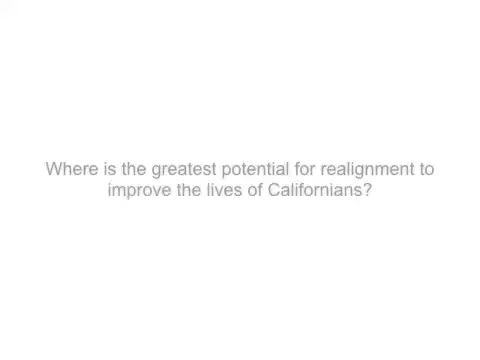 Where is the greatest potential for realignment to
improve the lives of Californians?